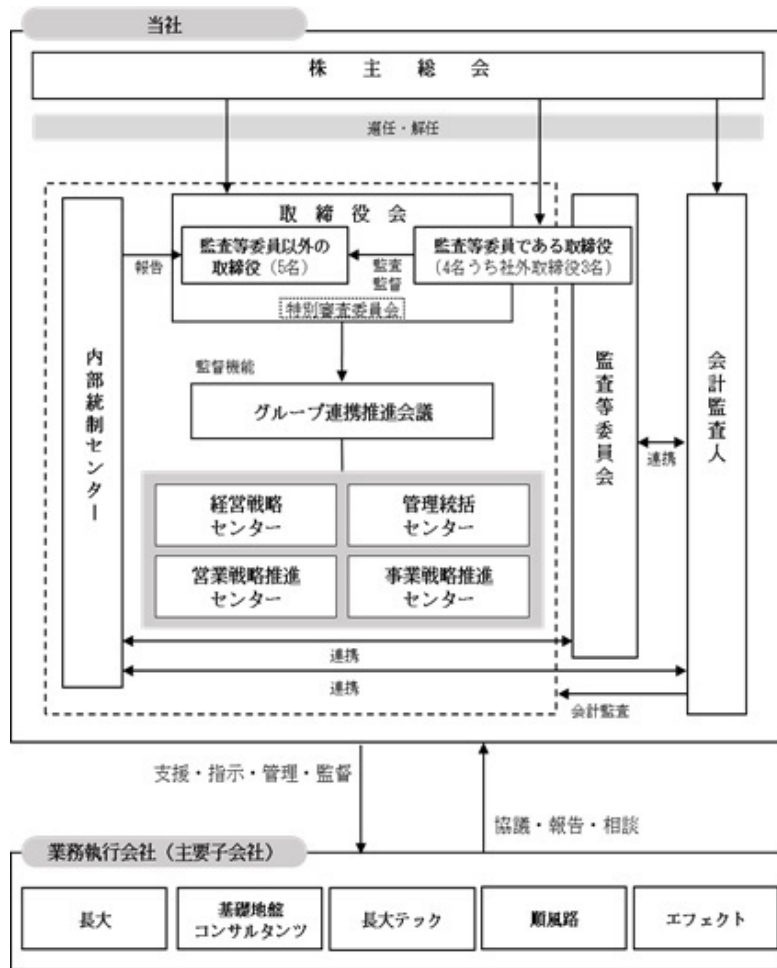 当社
株主総会
選任・解任
取締役会
監査等委員以外の
取締役（5名）
監査等委員である取締役
（4名うち社外取締役3名）
報告
監査
監督
特別審査委員会
内部統制センター
監督機能
グループ連携推進会議
監査等委員会
会計監査人
連携
経営戦略
センター
管理統括
センター
営業戦略推進
センター
事業戦略推進
センター
連携
連携
会計監査
支援・指示・管理・監督
協議・報告・相談
業務執行会社（主要子会社）
長大
基礎地盤
コンサルタンツ
長大テック
順風路
エフェクト